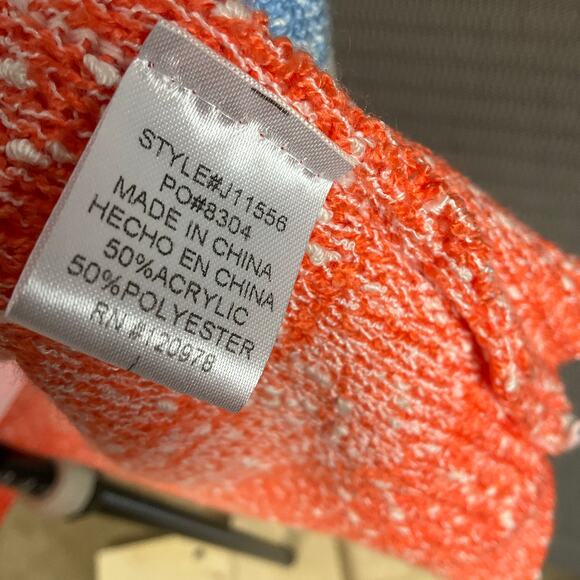 STYLE#J11556
PO#8304
MADE IN CHINA
HECHO EN CHINA
50%ACRYLIC
50%POLYESTER
RN #120978